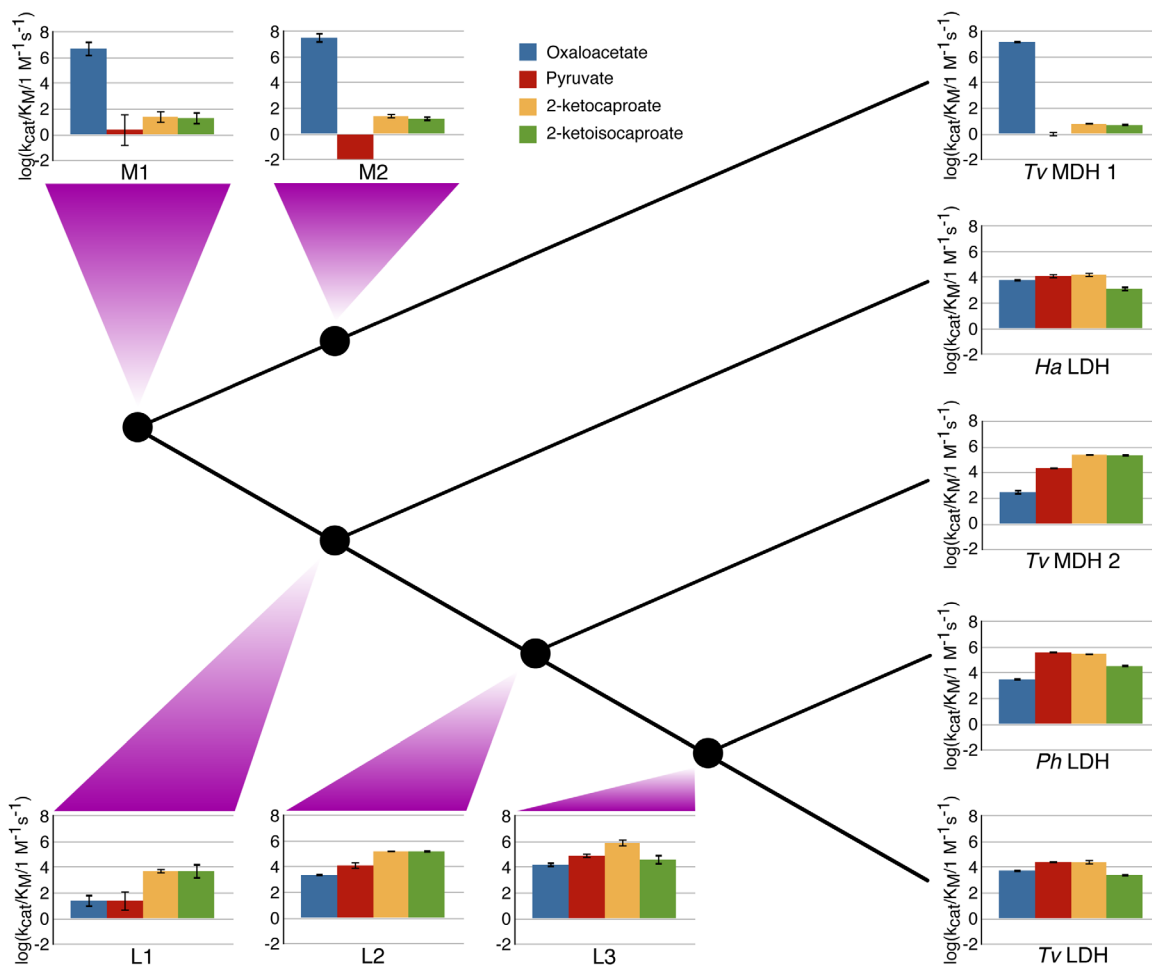 log(kcat/KM/1 M-1s-1)
8
6
4
2
0
-2
M1
8
6
4
2
0
-2
M2
Oxaloacetate
Pyruvate
2-ketocaproate
2-ketoisocaproate
log(kcat/KM/1 M-1s-1)
8
6
4
2
0
-2
Tv MDH 1
log(kcat/KM/1 M-1s-1)
8
6
4
2
0
-2
Ha LDH
log(kcat/KM/1 M-1s-1)
8
6
4
2
0
-2
Tv MDH 2
log(kcat/KM/1 M-1s-1)
8
6
4
2
0
-2
Ph LDH
log(kcat/KM/1 M-1s-1)
8
6
4
2
0
-2
L1
8
6
4
2
0
-2
L2
8
6
4
2
0
-2
L3
log(kcat/KM/1 M-1s-1)
8
6
4
2
0
-2
Tv LDH